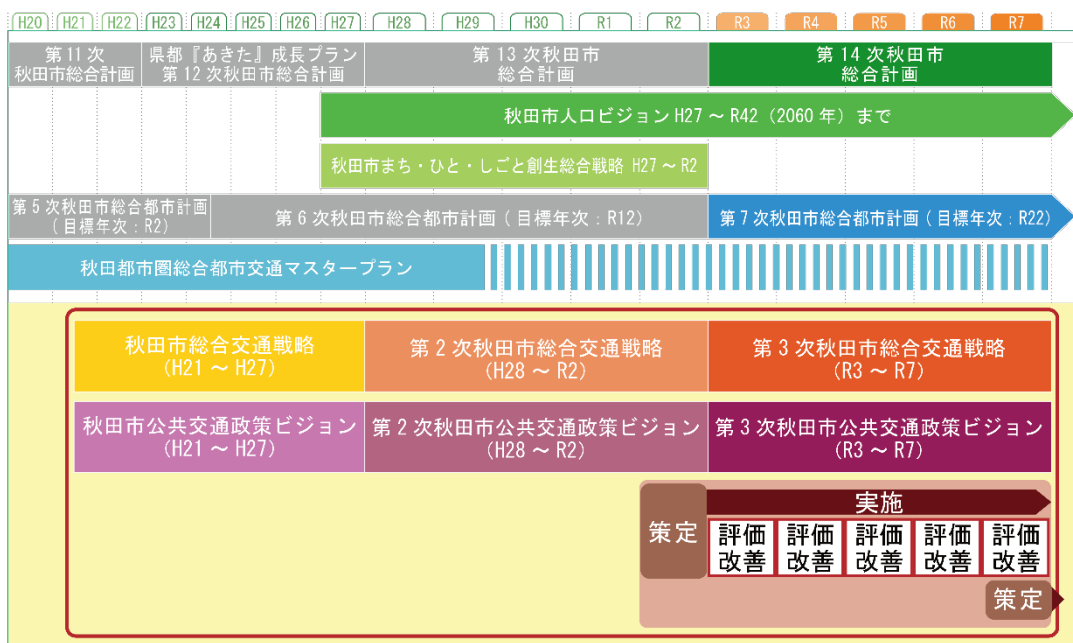 H20 H21 H22 H23 H24 H25 H26 H27 H28 H29 H30 R1 R2 R3 R4 R5 R6 R7
第11次
秋田市総合計画
県都『あきた』成長プラン
第12次秋田市総合計画
第13次秋田市
総合計画
第14次秋田市
総合計画
秋田市人口ビジョン H27 ～ R42（2060 年）まで
秋田市まち・ひと・しごと創生総合戦略 H27 ～ R2
第5次秋田市総合都市計画
(目標年次：R2)
第6次秋田市総合都市計画(目標年次：R12)
第7次秋田市総合都市計画(目標年次：R22)
秋田都市圏総合都市交通マスタープラン
秋田市総合交通戦略
(H21 ～ H27)
第2次秋田市総合交通戦略
(H28 ～ R2)
第3次秋田市総合交通戦略
(R3 ～ R7)
秋田市公共交通政策ビジョン
(H21 ～ H27)
第2次秋田市公共交通政策ビジョン
(H28 ～ R2)
第3次秋田市公共交通政策ビジョン
(R3 ～ R7)
策定
実施
評価
改善
評価
改善
評価
改善
評価
改善
評価
改善
策定